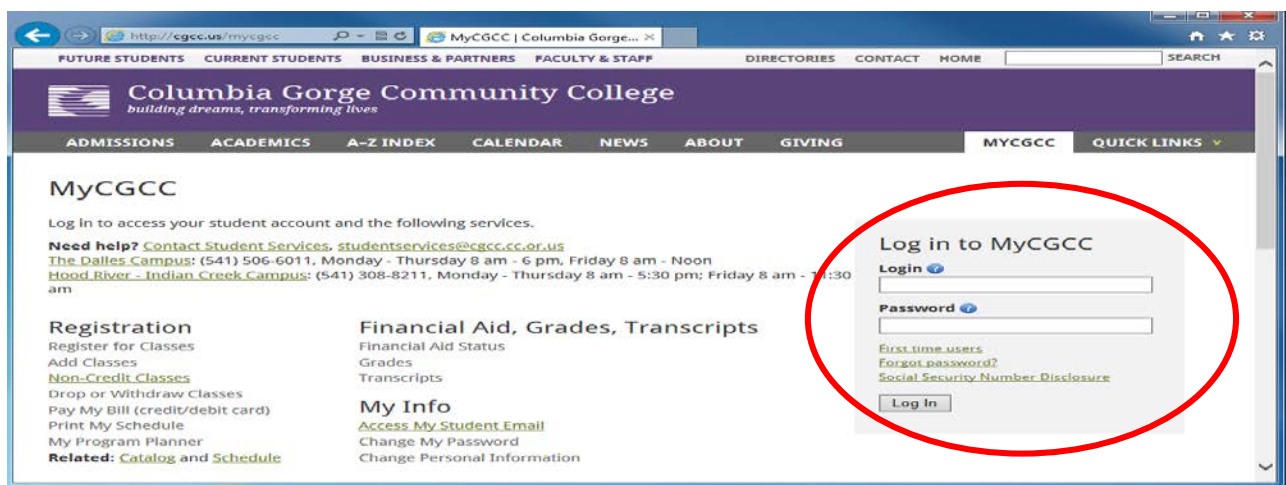 http://cgcc.us/mycgcc
MyCGCC | Columbia Gorge...
FUTURE STUDENTS CURRENT STUDENTS BUSINESS & PARTNERS FACULTY & STAFF DIRECTORIES CONTACT HOME SEARCH
Columbia Gorge Community College
building dreams, transforming lives
ADMISSIONS ACADEMICS A-Z INDEX CALENDAR NEWS ABOUT GIVING MYCGCC QUICK LINKS
MyCGCC
Log in to access your student account and the following services.
Need help? Contact Student Services, studentservices@cgcc.cc.or.us
The Dalles Campus: (541) 506-6011, Monday - Thursday 8 am - 6 pm, Friday 8 am - Noon
Hood River - Indian Creek Campus: (541) 308-8211, Monday - Thursday 8 am - 5:30 pm; Friday 8 am - 11:30
am
Registration
Register for Classes
Add Classes
Non-Credit Classes
Drop or Withdraw Classes
Pay My Bill (credit/debit card)
Print My Schedule
My Program Planner
Related: Catalog and Schedule
Financial Aid, Grades, Transcripts
Financial Aid Status
Grades
Transcripts
My Info
Access My Student Email
Change My Password
Change Personal Information
Log in to MyCGCC
Login
Password
First time users
Forgot password?
Social Security Number Disclosure
Log In